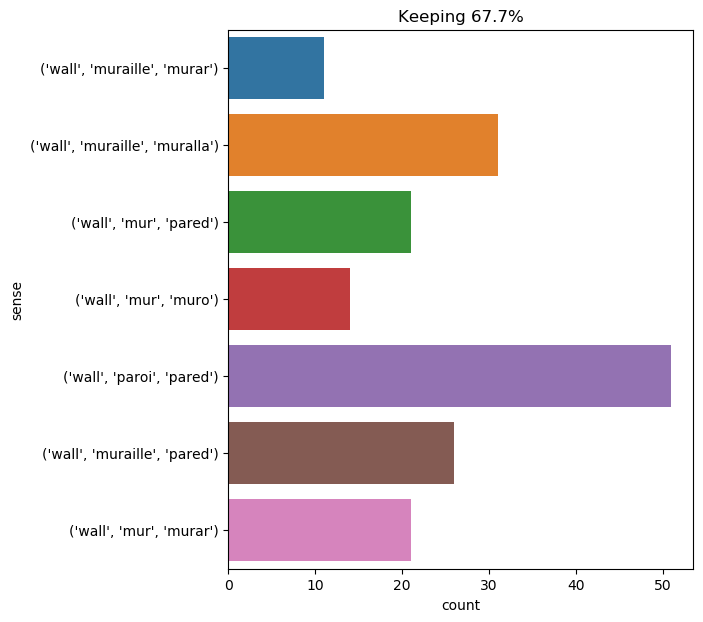 Keeping 67.7%
('wall', 'muraille', 'murar')
('wall', 'muraille', 'muralla')
('wall', 'mur', 'pared')
('wall', 'mur', 'muro')
('wall', 'paroi', 'pared')
('wall', 'muraille', 'pared')
('wall', 'mur', 'murar')
sense
0 10 20 30 40 50
count